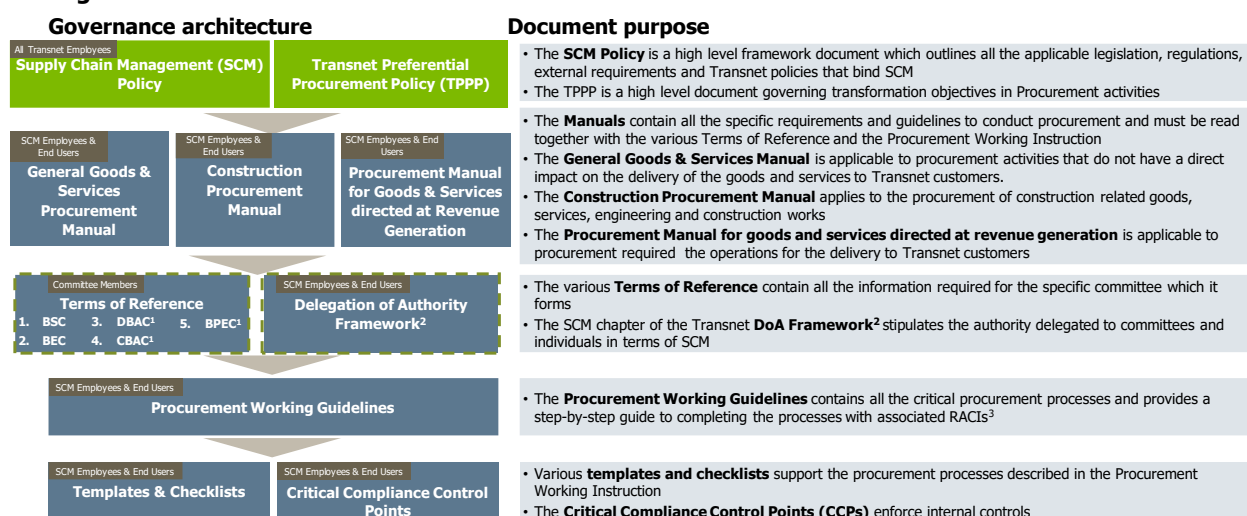 Governance architecture
Document purpose
All Transnet Employees
Supply Chain Management (SCM)
Policy
Transnet Preferential
Procurement Policy (TPPP)
• The SCM Policy is a high level framework document which outlines all the applicable legislation, regulations,
external requirements and Transnet policies that bind SCM
• The TPPP is a high level document governing transformation objectives in Procurement activities
SCM Employees &
End Users
General Goods &
Services
Procurement
Manual
SCM Employees &
End Users
Construction
Procurement
Manual
SCM Employees & End
Users
Procurement Manual
for Goods & Services
directed at Revenue
Generation
• The Manuals contain all the specific requirements and guidelines to conduct procurement and must be read
together with the various Terms of Reference and the Procurement Working Instruction
• The General Goods & Services Manual is applicable to procurement activities that do not have a direct
impact on the delivery of the goods and services to Transnet customers.
• The Construction Procurement Manual applies to the procurement of construction related goods,
services, engineering and construction works
• The Procurement Manual for goods and services directed at revenue generation is applicable to
procurement required the operations for the delivery to Transnet customers
Committee Members
Terms of Reference
1. BSC 3. DBAC¹ 5. BPEC¹
2. BEC 4. CBAC¹
SCM Employees & End Users
Delegation of Authority
Framework²
• The various Terms of Reference contain all the information required for the specific committee which it
forms
• The SCM chapter of the Transnet DoA Framework² stipulates the authority delegated to committees and
individuals in terms of SCM
SCM Employees & End Users
Procurement Working Guidelines
• The Procurement Working Guidelines contains all the critical procurement processes and provides a
step-by-step guide to completing the processes with associated RACIs³
SCM Employees & End Users
Templates & Checklists
SCM Employees & End Users
Critical Compliance Control
Points
• Various templates and checklists support the procurement processes described in the Procurement
Working Instruction
• The Critical Compliance Control Points (CCPs) enforce internal controls